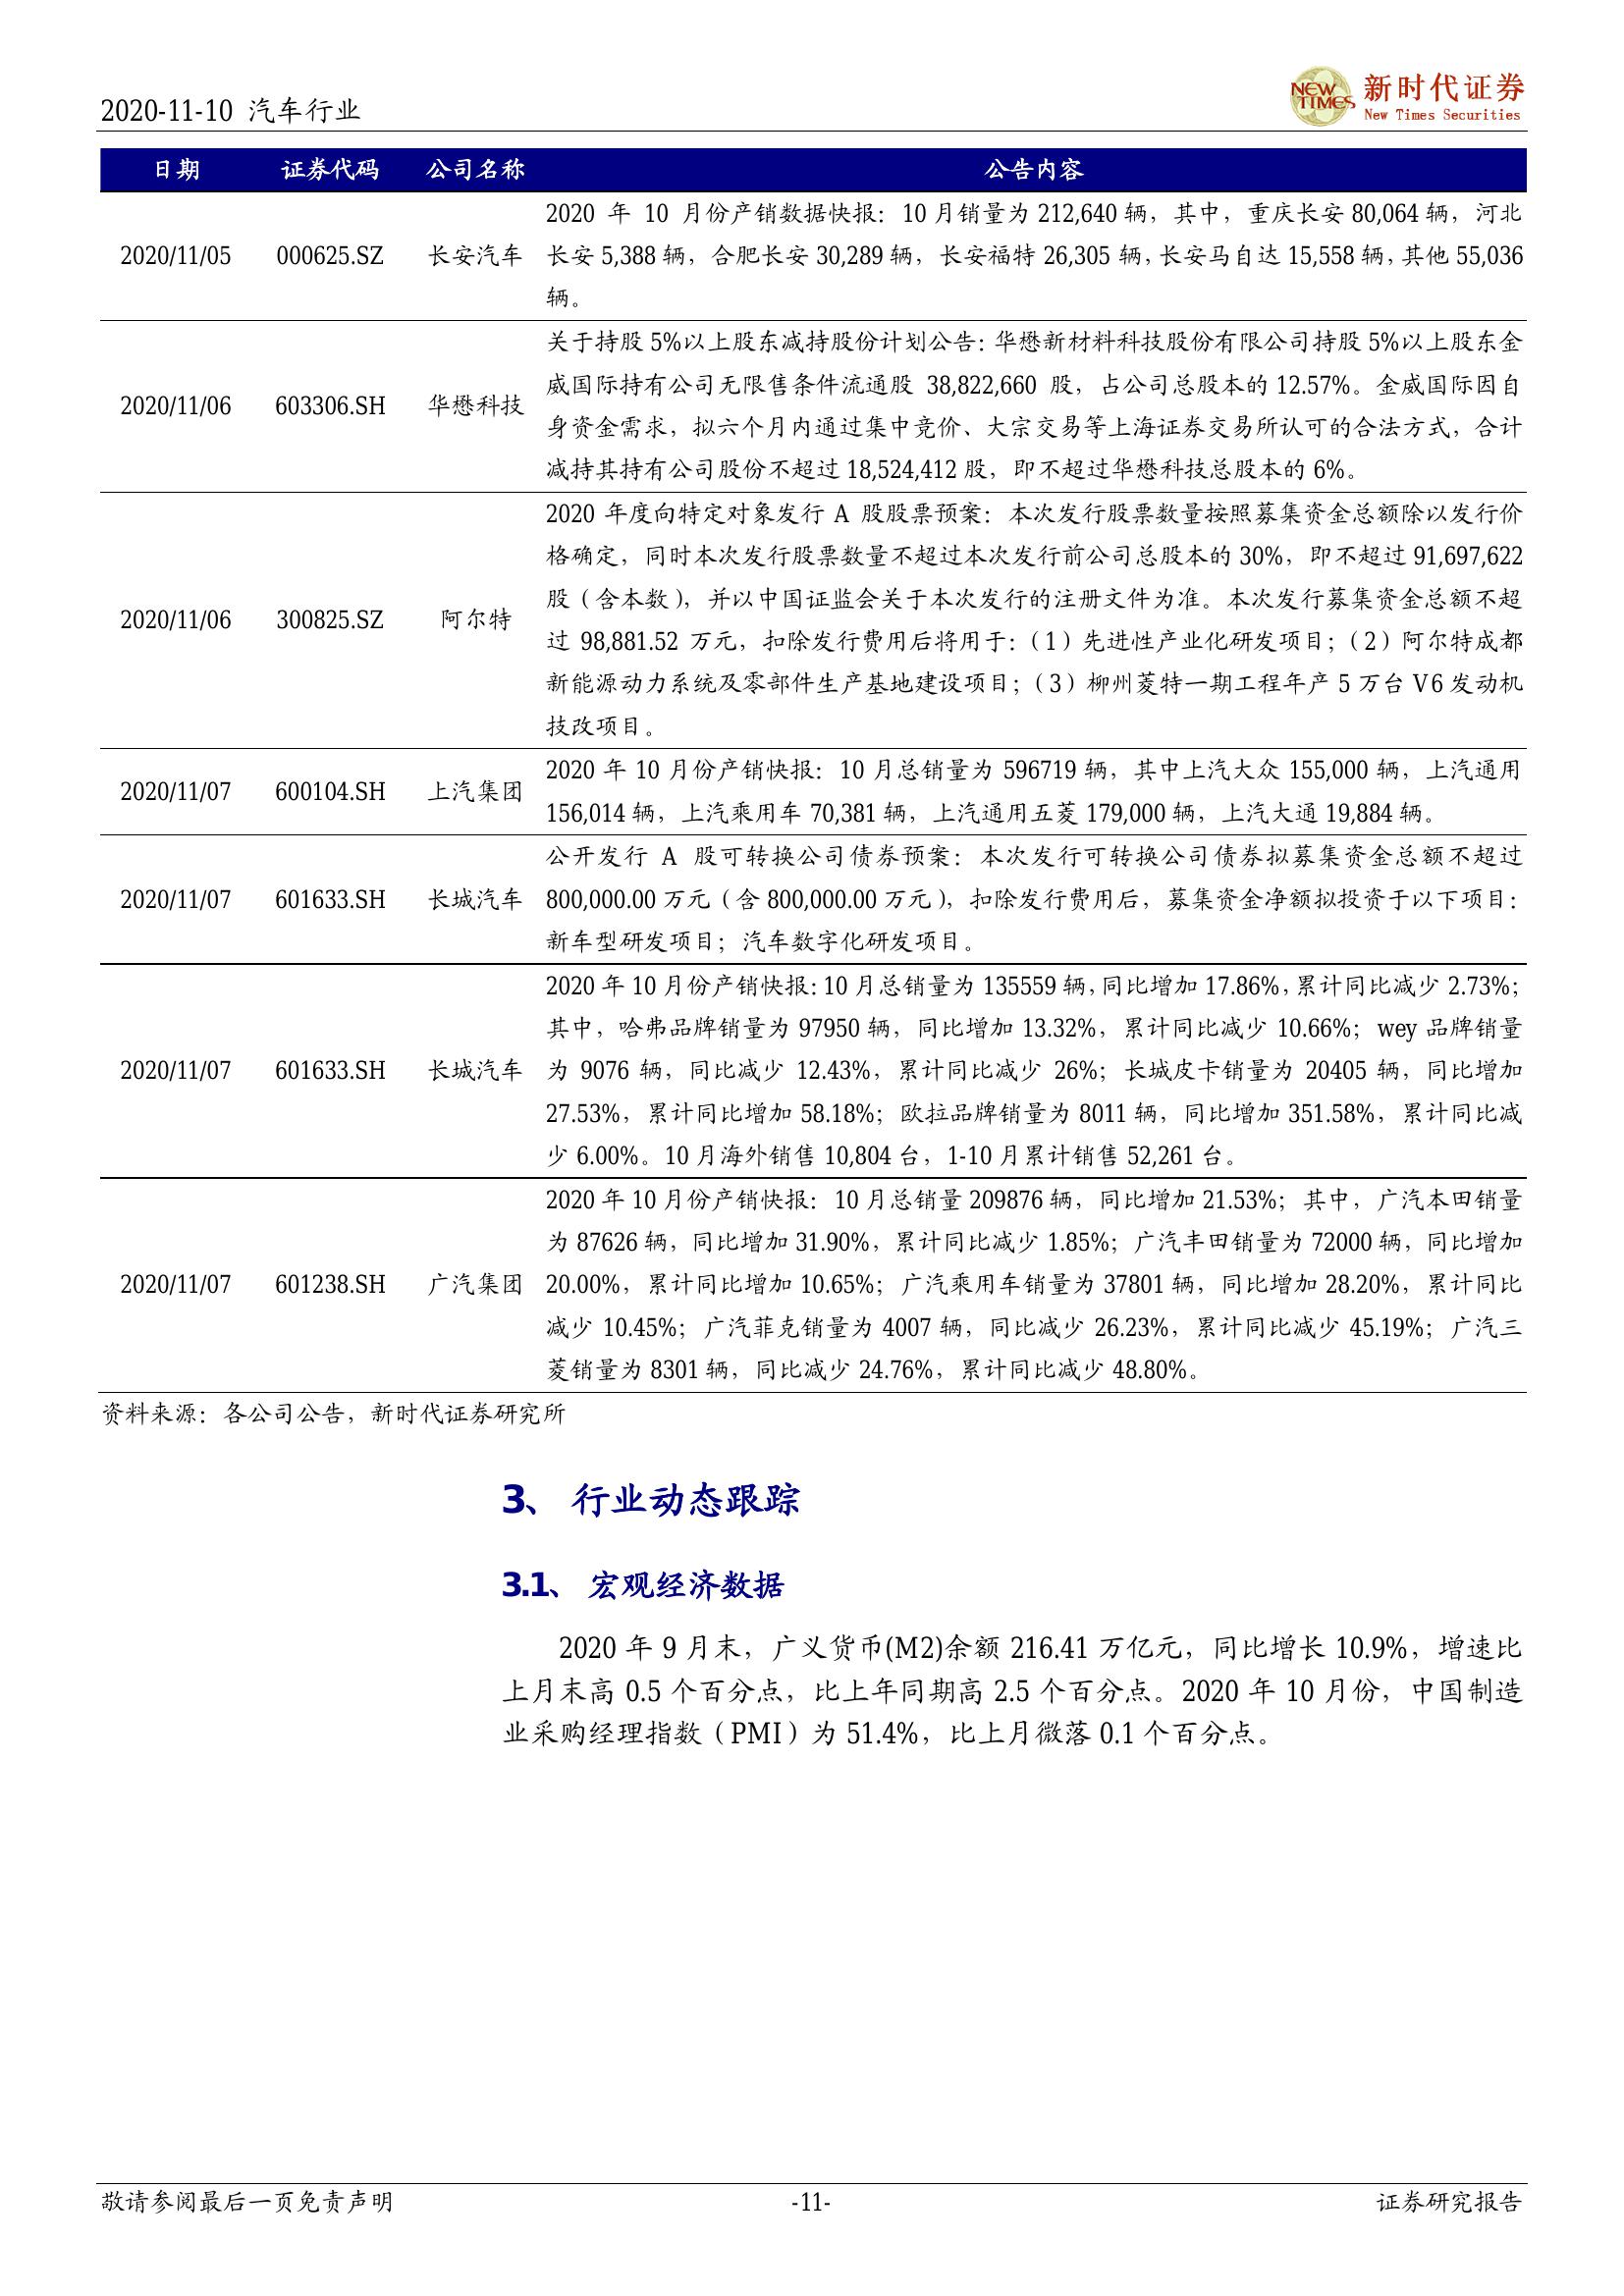 2020-11-10 汽车行业
NEW TIMES
新时代证券
New Times Securities
日期 证券代码 公司名称 公告内容
2020 年 10 月份产销数据快报：10 月销量为 212,640 辆，其中，重庆长安 80,064 辆，河北
2020/11/05 000625.SZ 长安汽车 长安 5,388 辆，合肥长安 30,289 辆，长安福特 26,305 辆，长安马自达 15,558 辆，其他 55,036
辆。
关于持股 5%以上股东减持股份计划公告：华懋新材料科技股份有限公司持股 5%以上股东金
威国际持有公司无限售条件流通股 38,822,660 股，占公司总股本的 12.57%。金威国际因自
2020/11/06 603306.SH 华懋科技
身资金需求，拟六个月内通过集中竞价、大宗交易等上海证券交易所认可的合法方式，合计
减持其持有公司股份不超过 18,524,412 股，即不超过华懋科技总股本的 6%。
2020 年度向特定对象发行 A 股股票预案：本次发行股票数量按照募集资金总额除以发行价
格确定，同时本次发行股票数量不超过本次发行前公司总股本的 30%，即不超过 91,697,622
股（含本数），并以中国证监会关于本次发行的注册文件为准。本次发行募集资金总额不超
2020/11/06 300825.SZ 阿尔特
过 98,881.52 万元，扣除发行费用后将用于：（1）先进性产业化研发项目；（2）阿尔特成都
新能源动力系统及零部件生产基地建设项目；（3）柳州菱特一期工程年产 5 万台 V6 发动机
技改项目。
2020 年 10 月份产销快报：10 月总销量为 596719 辆，其中上汽大众 155,000 辆，上汽通用
2020/11/07 600104.SH 上汽集团
156,014 辆，上汽乘用车 70,381 辆，上汽通用五菱 179,000 辆，上汽大通 19,884 辆。
公开发行 A 股可转换公司债券预案：本次发行可转换公司债券拟募集资金总额不超过
2020/11/07 601633.SH 长城汽车 800,000.00 万元（含 800,000.00 万元），扣除发行费用后，募集资金净额拟投资于以下项目：
新车型研发项目；汽车数字化研发项目。
2020 年 10 月份产销快报：10 月总销量为 135559 辆，同比增加 17.86%，累计同比减少 2.73%；
其中，哈弗品牌销量为 97950 辆，同比增加 13.32%，累计同比减少 10.66%；wey 品牌销量
2020/11/07 601633.SH 长城汽车 为 9076 辆，同比减少 12.43%，累计同比减少 26%；长城皮卡销量为 20405 辆，同比增加
27.53%，累计同比增加 58.18%；欧拉品牌销量为 8011 辆，同比增加 351.58%，累计同比减
少 6.00%。10 月海外销售 10,804 台，1-10 月累计销售 52,261 台。
2020 年 10 月份产销快报：10 月总销量 209876 辆，同比增加 21.53%；其中，广汽本田销量
为 87626 辆，同比增加 31.90%，累计同比减少 1.85%；广汽丰田销量为 72000 辆，同比增加
2020/11/07 601238.SH 广汽集团 20.00%，累计同比增加 10.65%；广汽乘用车销量为 37801 辆，同比增加 28.20%，累计同比
减少 10.45%；广汽菲克销量为 4007 辆，同比减少 26.23%，累计同比减少 45.19%；广汽三
菱销量为 8301 辆，同比减少 24.76%，累计同比减少 48.80%。
资料来源：各公司公告，新时代证券研究所
3、 行业动态跟踪
3.1、 宏观经济数据
2020 年 9 月末，广义货币(M2)余额 216.41 万亿元，同比增长 10.9%，增速比
上月末高 0.5 个百分点，比上年同期高 2.5 个百分点。2020 年 10 月份，中国制造
业采购经理指数（PMI）为 51.4%，比上月微落 0.1 个百分点。
敬请参阅最后一页免责声明 -11- 证券研究报告